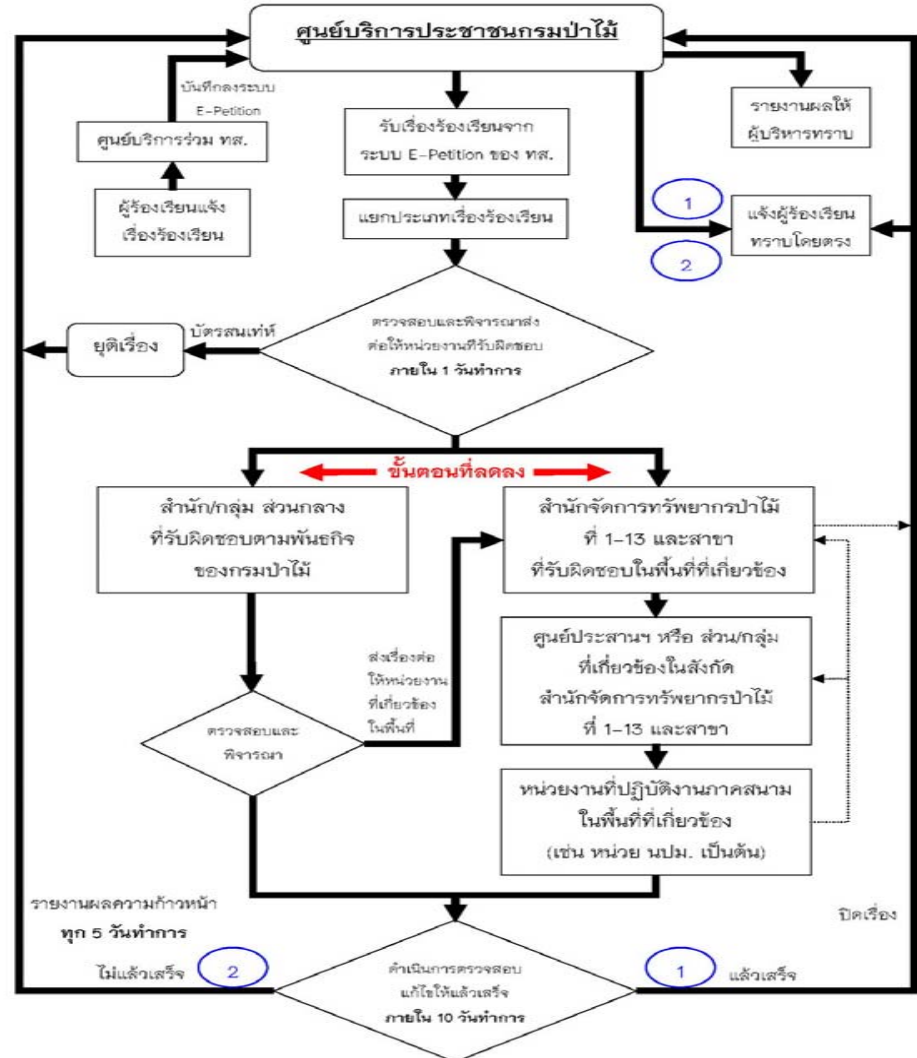 ศูนย์บริการประชาชนกรมป่าไม้
บันทึกลงระบบ
E-Petition
ศูนย์บริการร่วม ทส.
ผู้ร้องเรียนแจ้ง
เรื่องร้องเรียน
รับเรื่องร้องเรียนจาก
ระบบ E-Petition ของ ทส.
แยกประเภทเรื่องร้องเรียน
รายงานผลให้
ผู้บริหารทราบ
1
2
แจ้งผู้ร้องเรียน
ทราบโดยตรง
ตรวจสอบและพิจารณาส่ง
ต่อให้หน่วยงานที่รับผิดชอบ
ภายใน 1 วันทำการ
บัตรสนเท่ห์
ยุติเรื่อง
ขั้นตอนที่ลดลง
สำนัก/กลุ่ม ส่วนกลาง
ที่รับผิดชอบตามพันธกิจ
ของกรมป่าไม้
สำนักจัดการทรัพยากรป่าไม้
ที่ 1-13 และสาขา
ที่รับผิดชอบในพื้นที่ที่เกี่ยวข้อง
ส่งเรื่องต่อ
ให้หน่วยงาน
ที่เกี่ยวข้อง
ในพื้นที่
ศูนย์ประสานฯ หรือ ส่วน/กลุ่ม
ที่เกี่ยวข้องในสังกัด
สำนักจัดการทรัพยากรป่าไม้
ที่ 1-13 และสาขา
ตรวจสอบและ
พิจารณา
หน่วยงานที่ปฏิบัติงานภาคสนาม
ในพื้นที่ที่เกี่ยวข้อง
(เช่น หน่วย นปม. เป็นต้น)
รายงานผลความก้าวหน้า
ทุก 5 วันทำการ
ไม่แล้วเสร็จ
2
ดำเนินการตรวจสอบ
แก้ไขให้แล้วเสร็จ
ภายใน 10 วันทำการ
1
แล้วเสร็จ
ปิดเรื่อง